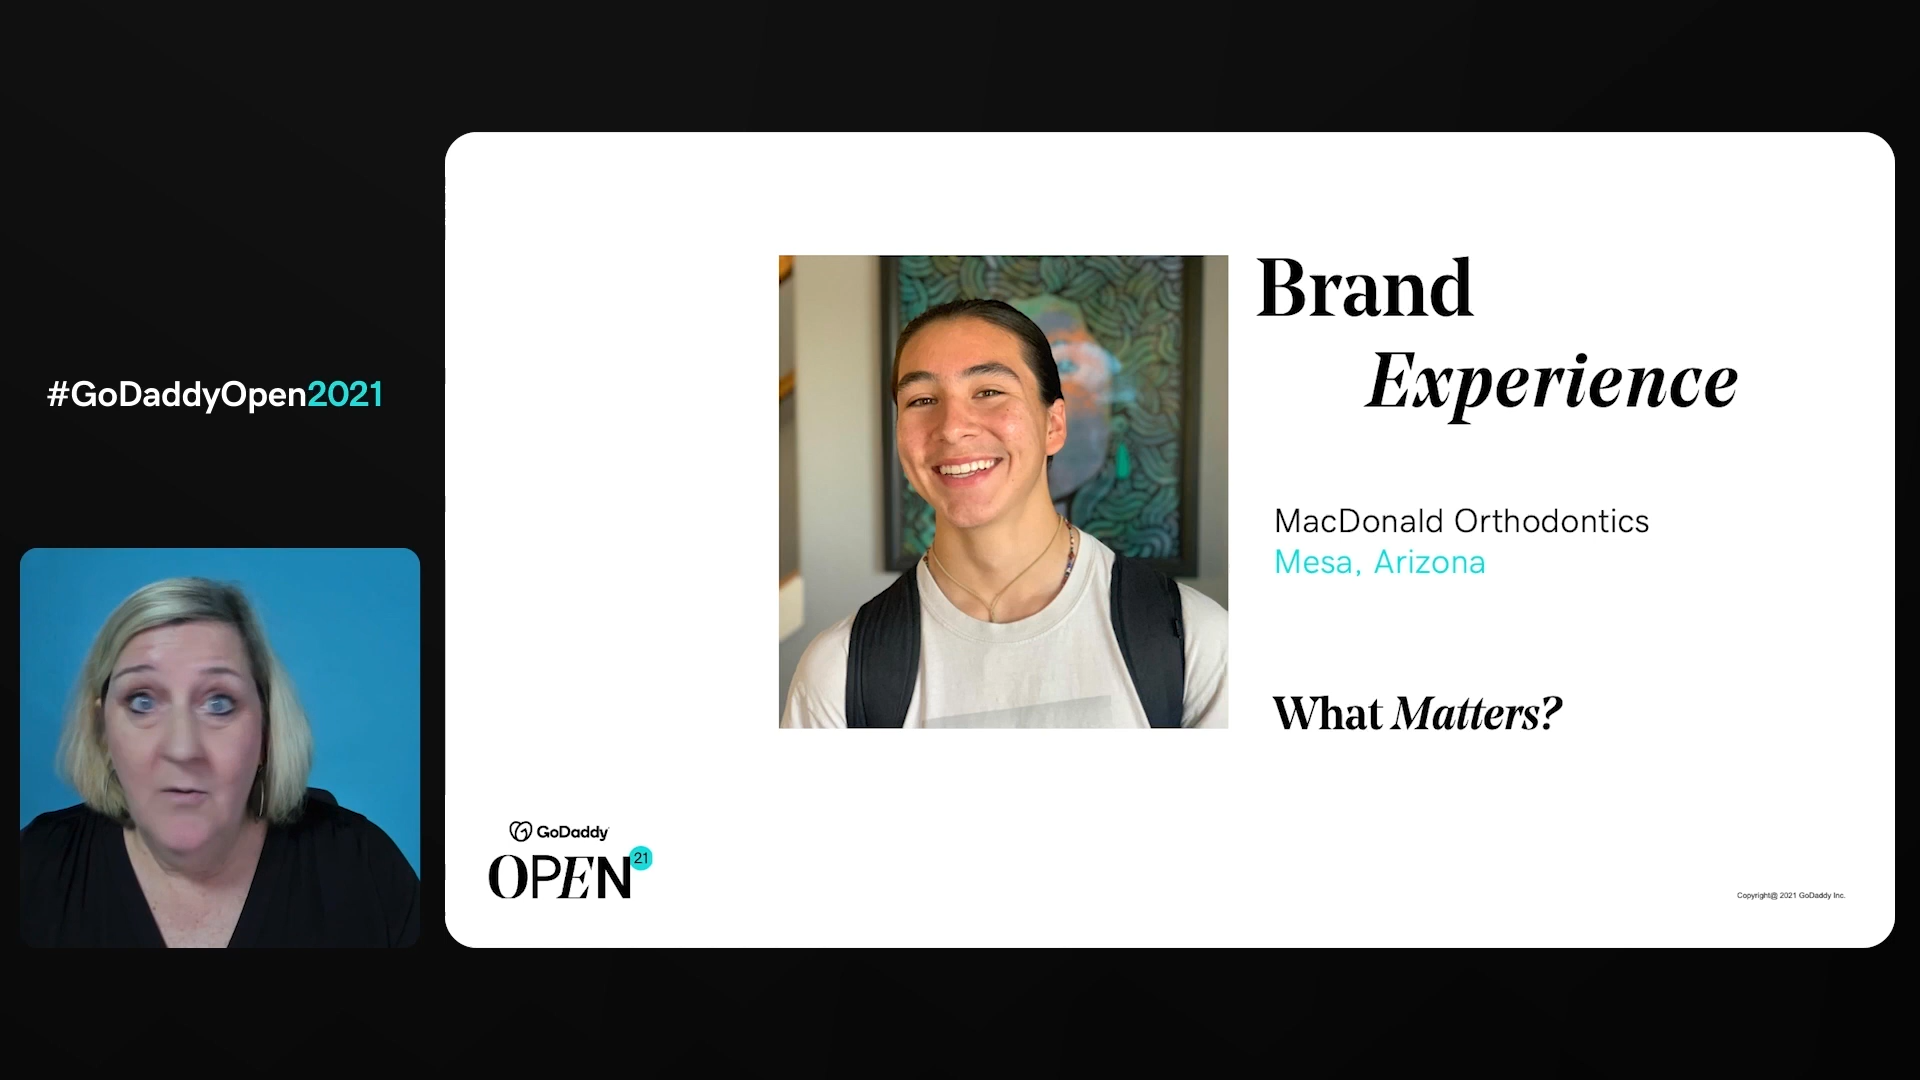 #GoDaddyOpen2021
Brand
Experience
MacDonald Orthodontics
Mesa, Arizona
What Matters?
GoDaddy
OPEN 21
Copyright@ 2021 GoDaddy Inc.